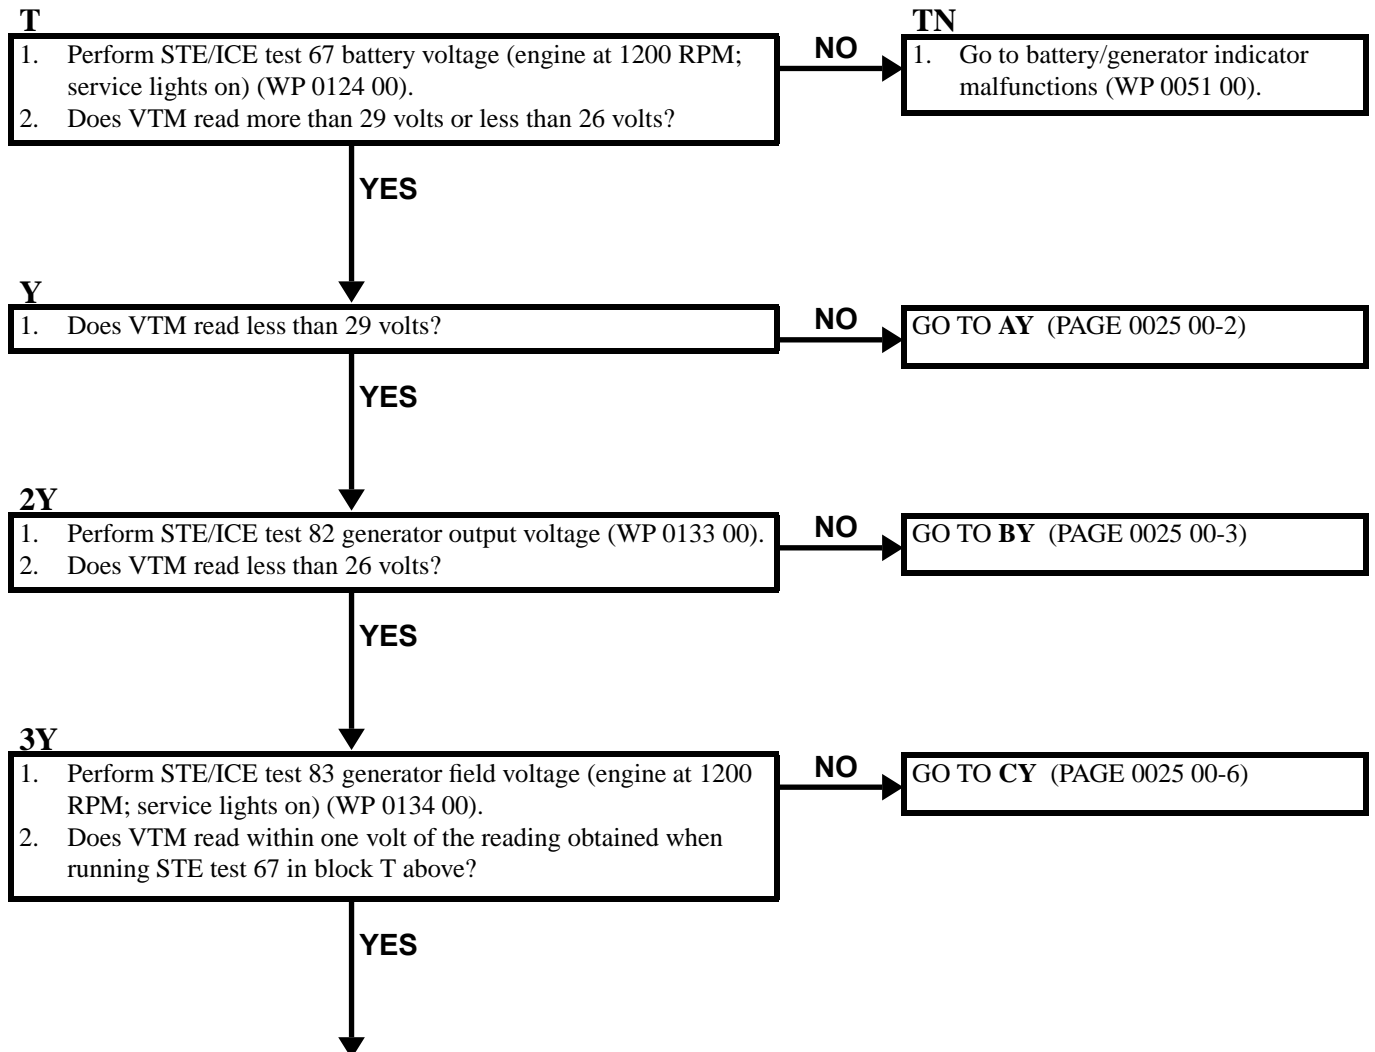 T
1. Perform STE/ICE test 67 battery voltage (engine at 1200 RPM;
service lights on) (WP 0124 00).
2. Does VTM read more than 29 volts or less than 26 volts?
NO
TN
1. Go to battery/generator indicator
malfunctions (WP 0051 00).
YES
Y
1. Does VTM read less than 29 volts?
NO
GO TO AY (PAGE 0025 00-2)
YES
2Y
1. Perform STE/ICE test 82 generator output voltage (WP 0133 00).
2. Does VTM read less than 26 volts?
NO
GO TO BY (PAGE 0025 00-3)
YES
3Y
1. Perform STE/ICE test 83 generator field voltage (engine at 1200
RPM; service lights on) (WP 0134 00).
2. Does VTM read within one volt of the reading obtained when
running STE test 67 in block T above?
NO
GO TO CY (PAGE 0025 00-6)
YES